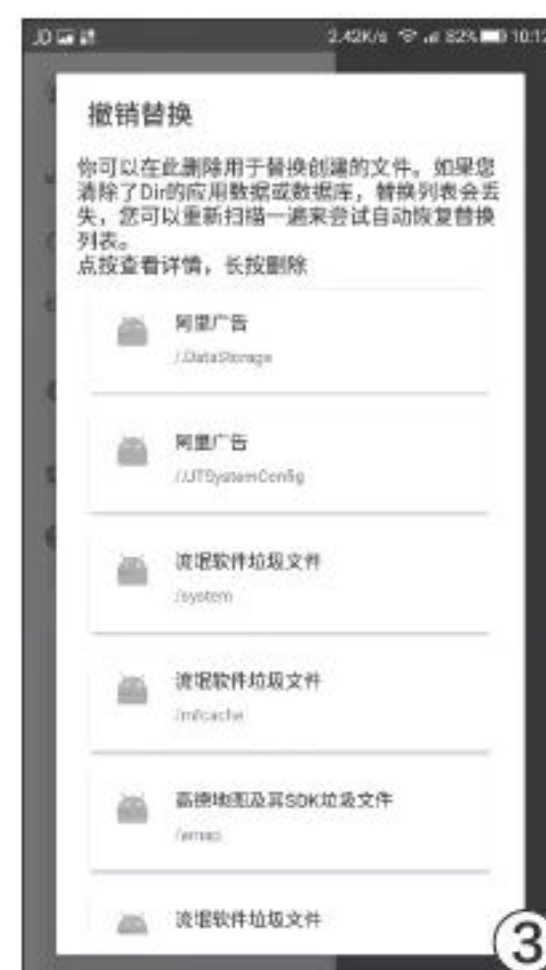 2.42K/s 82% 10:12
撤销替换
你可以在此删除用于替换创建的文件。如果您
清除了Dir的应用数据或数据库，替换列表会丢
失，您可以重新扫描一遍来尝试自动恢复替换
列表。
点按查看详情，长按删除
阿里广告
/.DataStorage
阿里广告
/.UTSystemConfig
流氓软件垃圾文件
/system
流氓软件垃圾文件
/mfcache
高德地图及其SDK垃圾文件
/amap
流氓软件垃圾文件
③